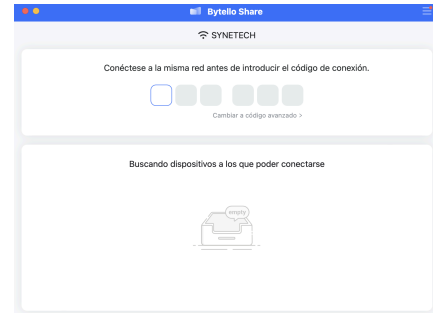 Bytello Share
SYNETECH
Conéctese a la misma red antes de introducir el código de conexión.
Cambiar a código avanzado >
Buscando dispositivos a los que poder conectarse
empty